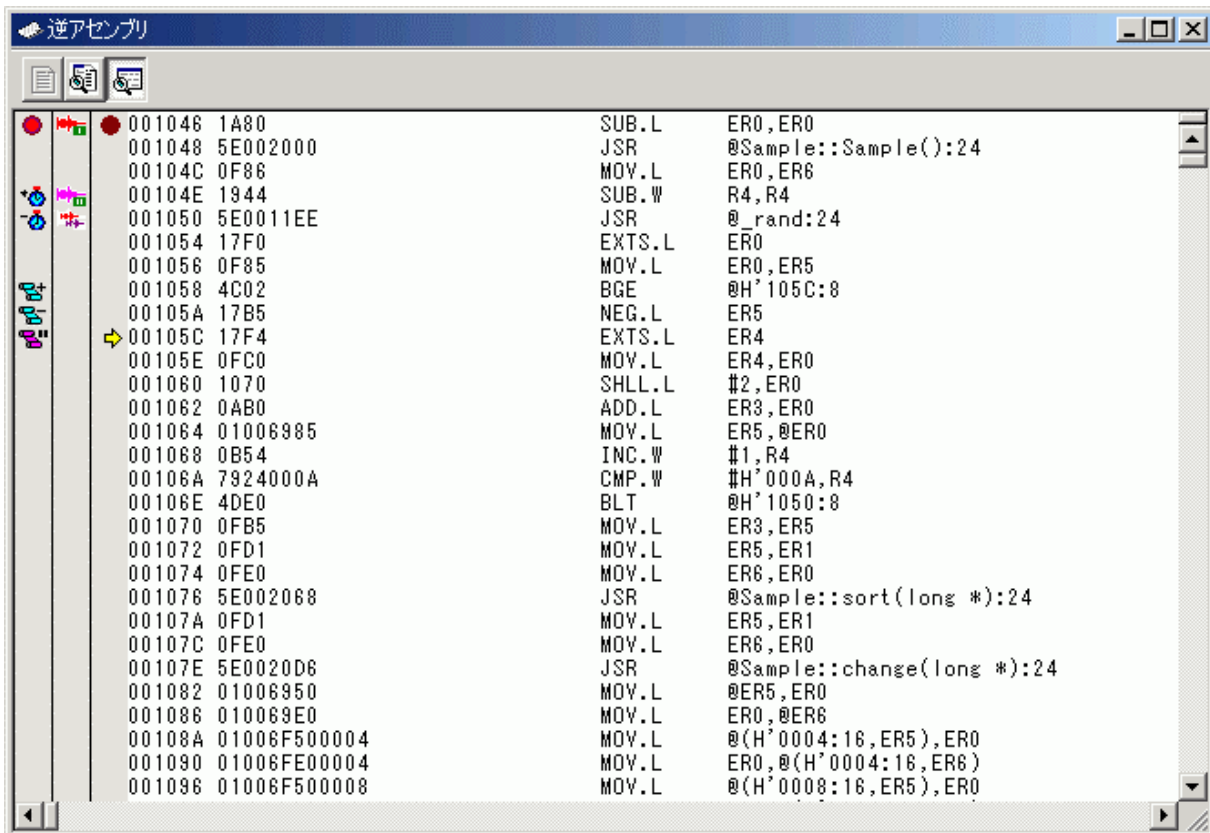 逆アセンブリ
001046 1A80 SUB.L ER0,ER0
001048 5E002000 JSR @Sample::Sample():24
00104C 0F86 MOV.L ER0,ER6
00104E 1944 SUB.W R4,R4
001050 5E0011EE JSR @_rand:24
001054 17F0 EXTS.L ER0
001056 0F85 MOV.L ER0,ER5
001058 4C02 BGE @H'105C:8
00105A 17B5 NEG.L ER5
00105C 17F4 EXTS.L ER4
00105E 0FC0 MOV.L ER4,ER0
001060 1070 SHLL.L #2,ER0
001062 0AB0 ADD.L ER3,ER0
001064 01006985 MOV.L ER5,@ER0
001068 0B54 INC.W #1,R4
00106A 7924000A CMP.W #H'000A,R4
00106E 4DE0 BLT @H'1050:8
001070 0FB5 MOV.L ER3,ER5
001072 0FD1 MOV.L ER5,ER1
001074 0FE0 MOV.L ER6,ER0
001076 5E002068 JSR @Sample::sort(long *):24
00107A 0FD1 MOV.L ER5,ER1
00107C 0FE0 MOV.L ER6,ER0
00107E 5E0020D6 JSR @Sample::change(long *):24
001082 01006950 MOV.L @ER5,ER0
001086 010069E0 MOV.L ER0,@ER6
00108A 01006F500004 MOV.L @(H'0004:16,ER5),ER0
001090 01006FE00004 MOV.L ER0,@(H'0004:16,ER6)
001096 01006F500008 MOV.L @(H'0008:16,ER5),ER0